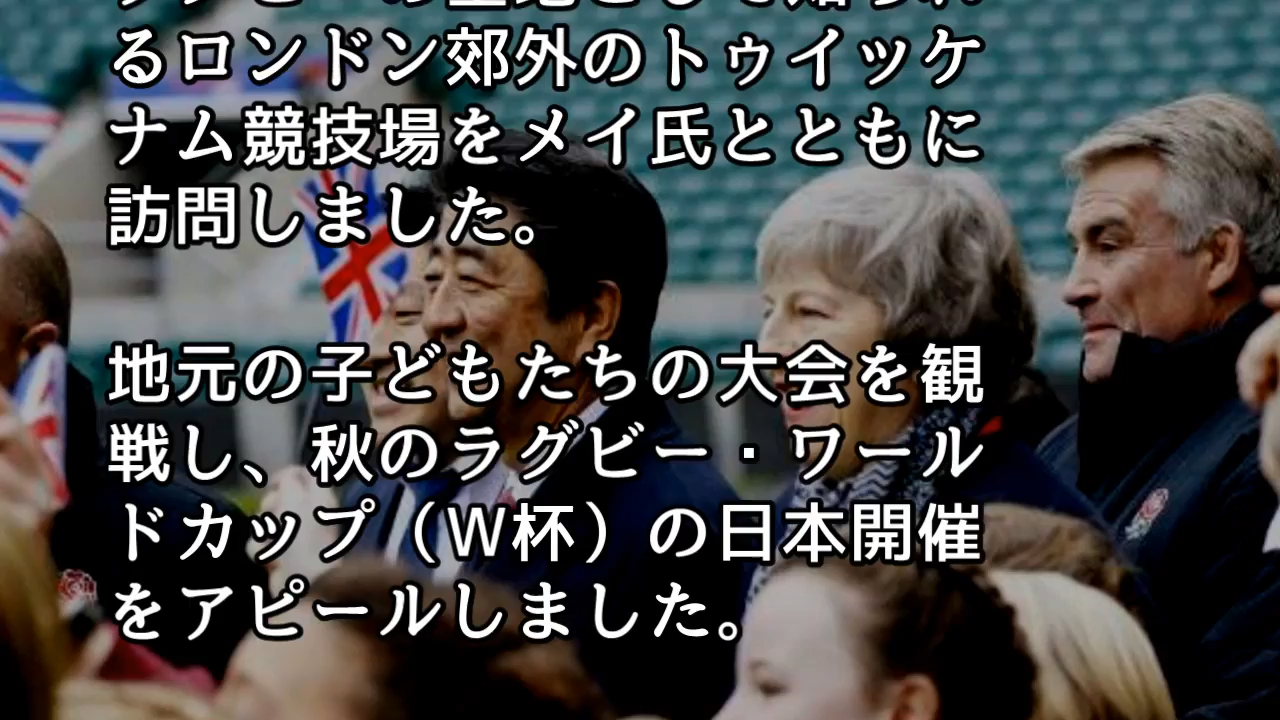 るロンドン郊外のトゥイッケ
ナム競技場をメイ氏とともに
訪問しました。
地元の子どもたちの大会を観
戦し、秋のラグビー・ワール
ドカップ（W杯）の日本開催
をアピールしました。